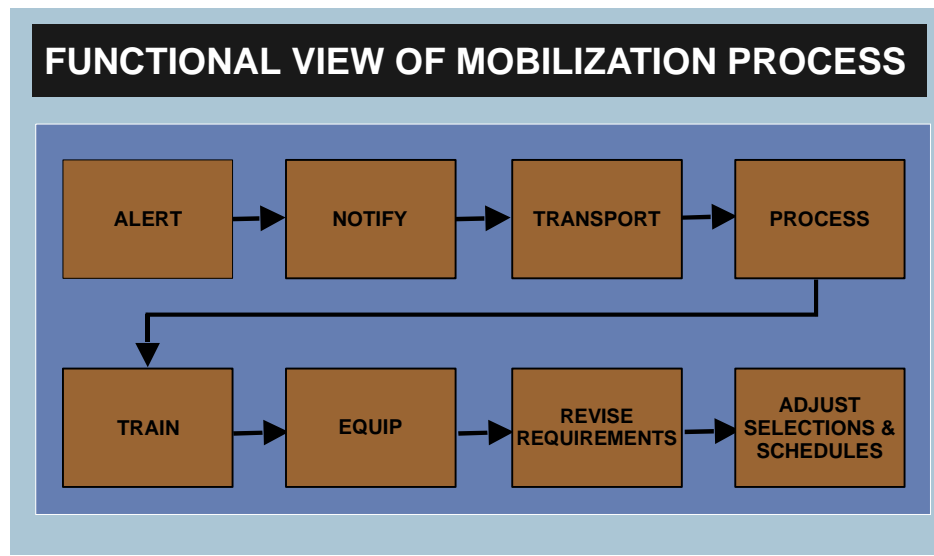 FUNCTIONAL VIEW OF MOBILIZATION PROCESS
ALERT
NOTIFY
TRANSPORT
PROCESS
TRAIN
EQUIP
REVISE
REQUIREMENTS
ADJUST
SELECTIONS &
SCHEDULES